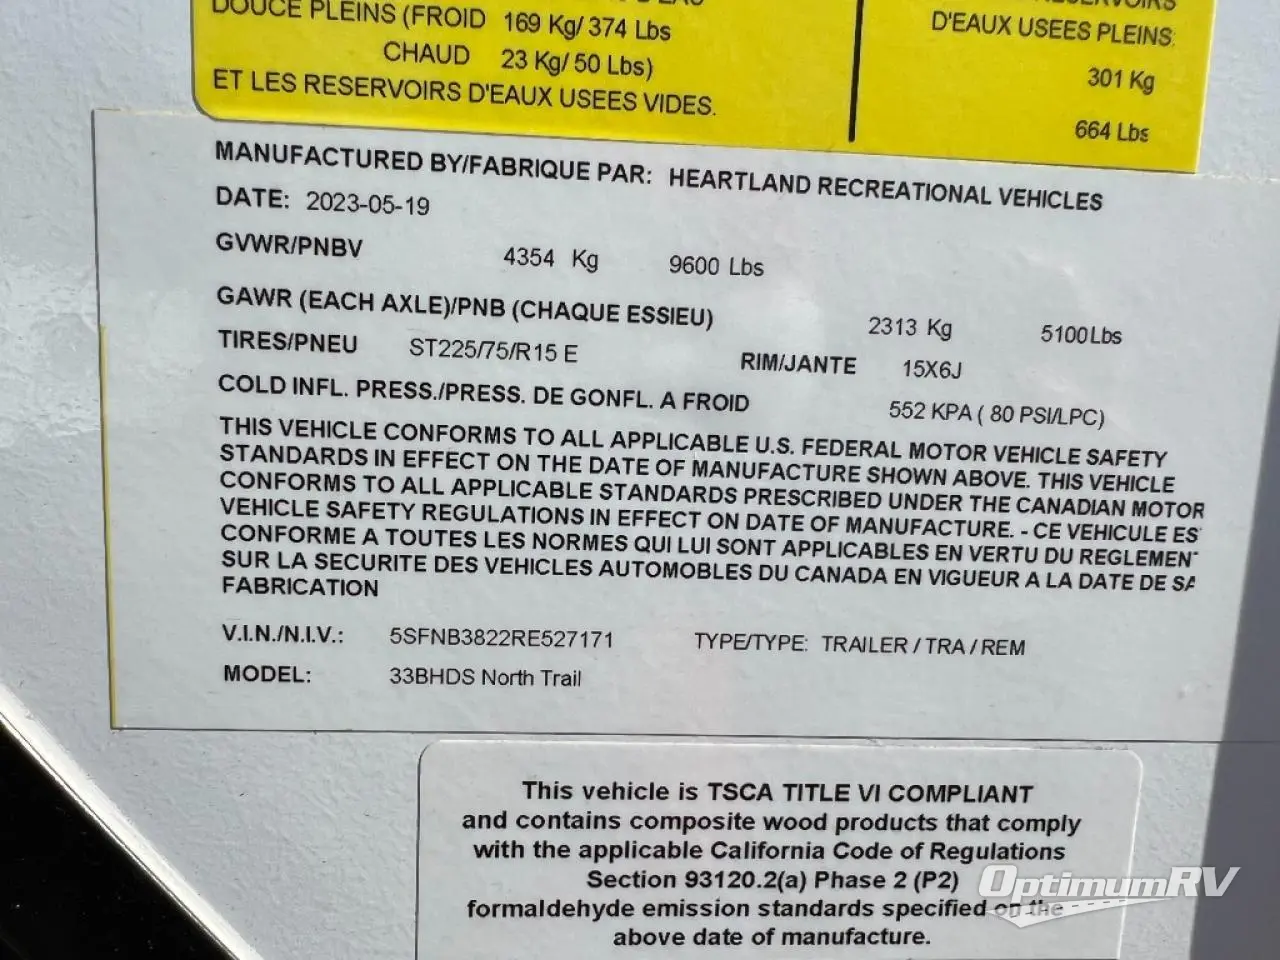 DOUCE PLEINS (FROID 169 Kg/ 374 Lbs
CHAUD 23 Kg/ 50 Lbs)
ET LES RESERVOIRS D'EAUX USEES VIDES.
D'EAUX USEES PLEINS:
301 Kg
664 Lbs
MANUFACTURED BY/FABRIQUE PAR: HEARTLAND RECREATIONAL VEHICLES
DATE: 2023-05-19
GVWR/PNBV 4354 Kg 9600 Lbs
GAWR (EACH AXLE)/PNB (CHAQUE ESSIEU) 2313 Kg 5100Lbs
TIRES/PNEU ST225/75/R15 E RIM/JANTE 15X6J
COLD INFL. PRESS./PRESS. DE GONFL. A FROID 552 KPA ( 80 PSI/LPC)
THIS VEHICLE CONFORMS TO ALL APPLICABLE U.S. FEDERAL MOTOR VEHICLE SAFETY
STANDARDS IN EFFECT ON THE DATE OF MANUFACTURE SHOWN ABOVE. THIS VEHICLE
CONFORMS TO ALL APPLICABLE STANDARDS PRESCRIBED UNDER THE CANADIAN MOTOR
VEHICLE SAFETY REGULATIONS IN EFFECT ON DATE OF MANUFACTURE. - CE VEHICULE ES
CONFORME A TOUTES LES NORMES QUI LUI SONT APPLICABLES EN VERTU DU REGLEMEN
SUR LA SECURITE DES VEHICLES AUTOMOBLES DU CANADA EN VIGUEUR A LA DATE DE SA
FABRICATION
V.I.N./N.I.V.: 5SFNB3822RE527171 TYPE/TYPE: TRAILER / TRA / REM
MODEL: 33BHDS North Trail
This vehicle is TSCA TITLE VI COMPLIANT
and contains composite wood products that comply
with the applicable California Code of Regulations
Section 93120.2(a) Phase 2 (P2)
formaldehyde emission standards specified on the
above date of manufacture.
OptimumRV